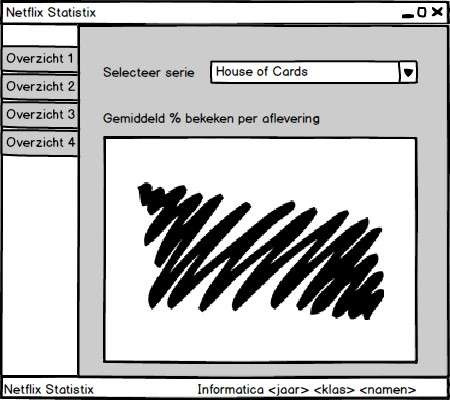 Netflix Statistix
Overzicht 1
Overzicht 2
Overzicht 3
Overzicht 4
Selecteer serie House of Cards
Gemiddeld % bekeken per aflevering
Netflix Statistix Informatica <jaar> <klas> <namen>